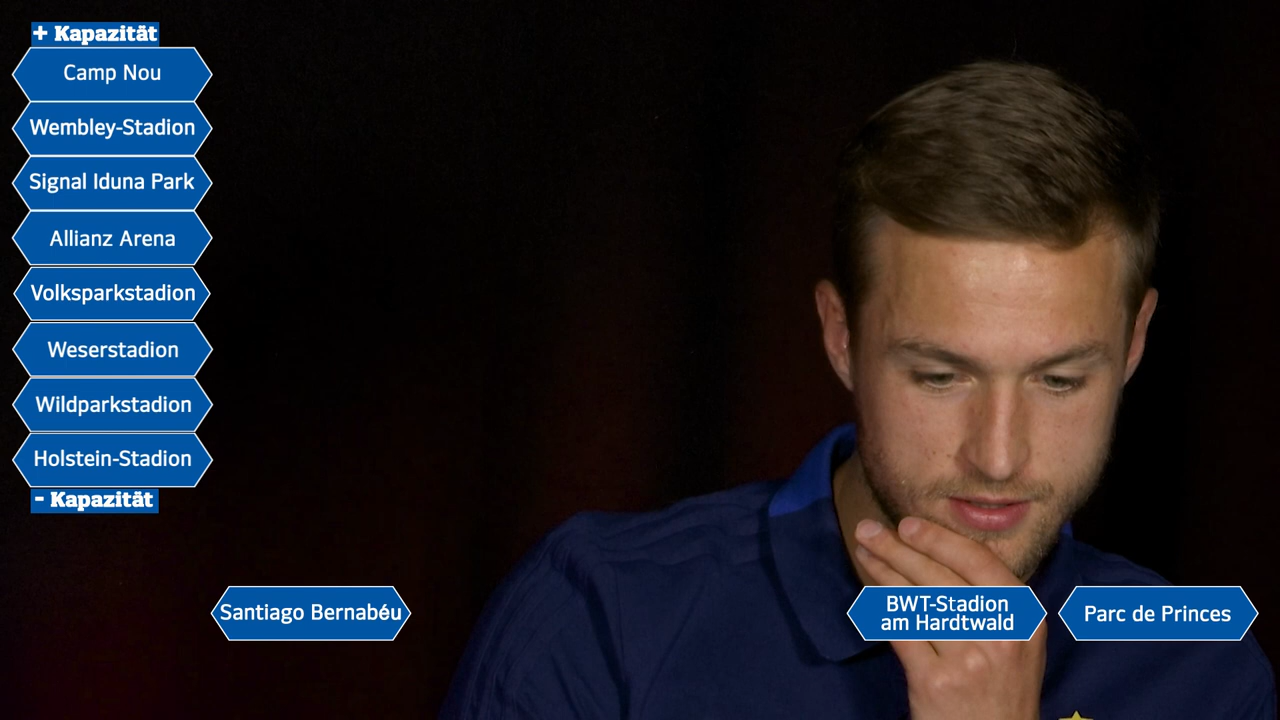 + Kapazität
Camp Nou
Wembley-Stadion
Signal Iduna Park
Allianz Arena
Volksparkstadion
Weserstadion
Wildparkstadion
Holstein-Stadion
- Kapazität
Santiago Bernabéu
BWT-Stadion
am Hardtwald
Parc de Princes